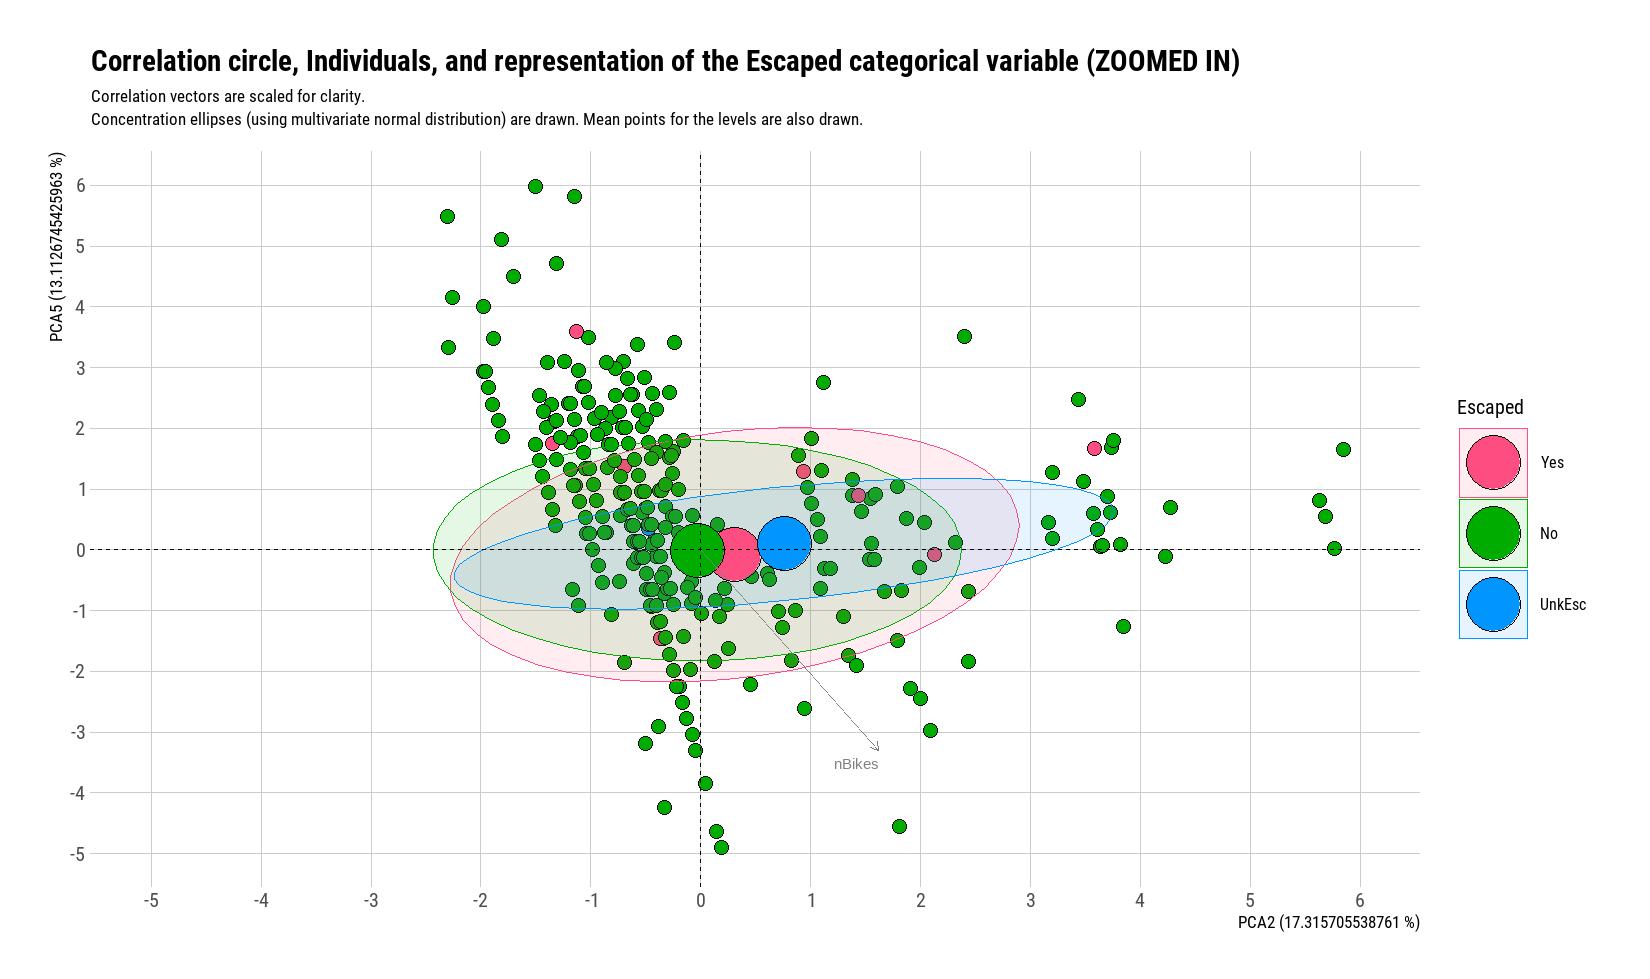 Correlation circle, Individuals, and representation of the Escaped categorical variable (ZOOMED IN)
Correlation vectors are scaled for clarity.
Concentration ellipses (using multivariate normal distribution) are drawn. Mean points for the levels are also drawn.
PCA5 (13.1126745425963 %)
6
5
4
3
2
1
0
-1
-2
-3
-4
-5
nBikes
-5
-4
-3
-2
-1
0
1
2
3
4
5
6
PCA2 (17.315705538761 %)
Escaped
Yes
No
UnkEsc